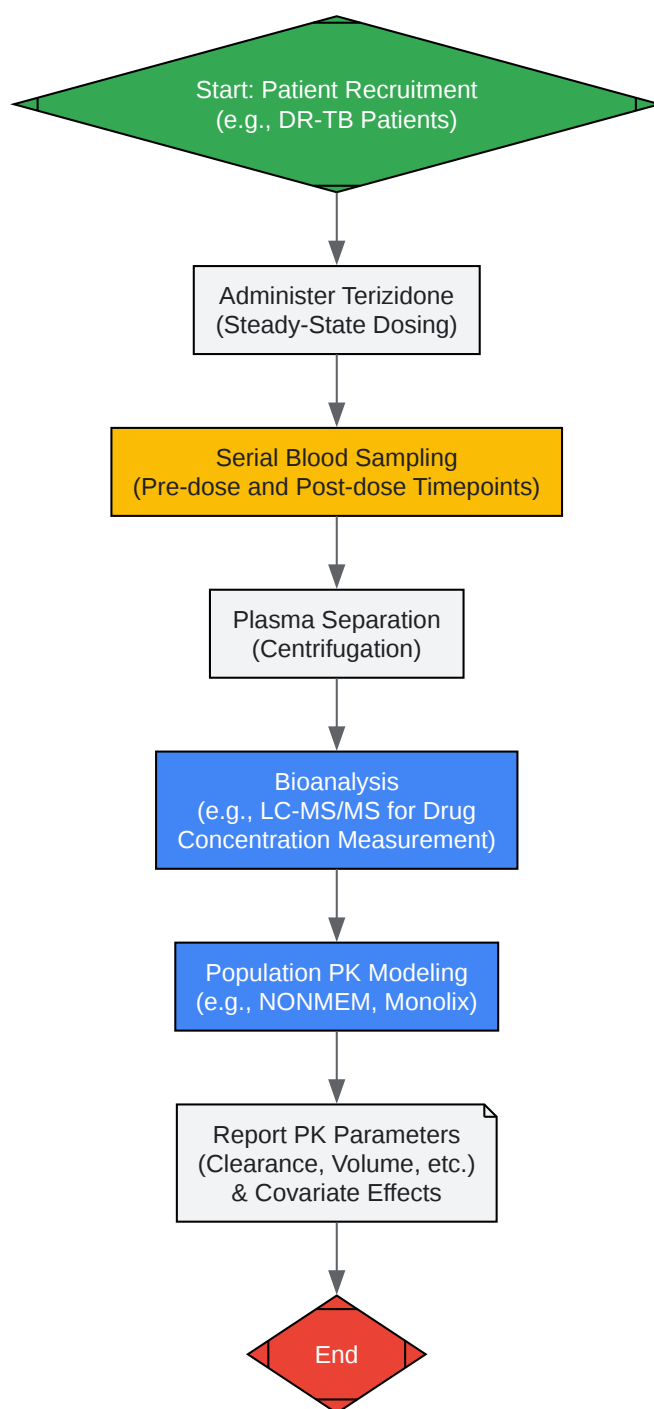 Start: Patient Recruitment
(e.g., DR-TB Patients)
Administer Terizidone
(Steady-State Dosing)
Serial Blood Sampling
(Pre-dose and Post-dose Timepoints)
Plasma Separation
(Centrifugation)
Bioanalysis
(e.g., LC-MS/MS for Drug
Concentration Measurement)
Population PK Modeling
(e.g., NONMEM, Monolix)
Report PK Parameters
(Clearance, Volume, etc.)
& Covariate Effects
End